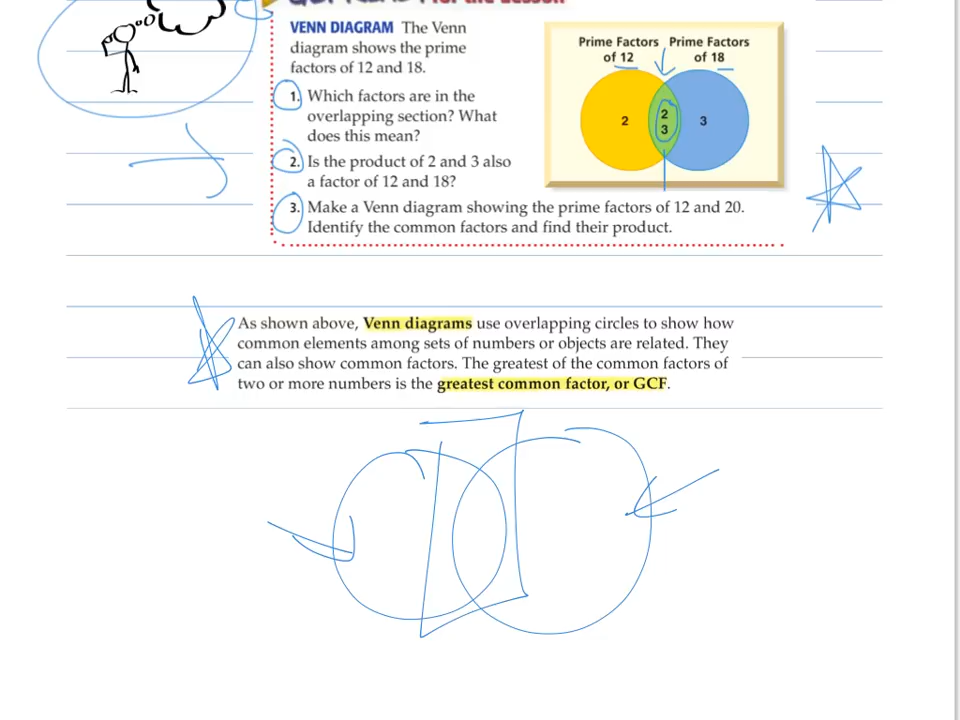 for the Lesson
VENN DIAGRAM The Venn
diagram shows the prime
factors of 12 and 18.
1. Which factors are in the
overlapping section? What
does this mean?
2. Is the product of 2 and 3 also
a factor of 12 and 18?
3. Make a Venn diagram showing the prime factors of 12 and 20.
Identify the common factors and find their product.
Prime Factors
of 12
Prime Factors
of 18
2
2
3
3
As shown above, Venn diagrams use overlapping circles to show how
common elements among sets of numbers or objects are related. They
can also show common factors. The greatest of the common factors of
two or more numbers is the greatest common factor, or GCF.